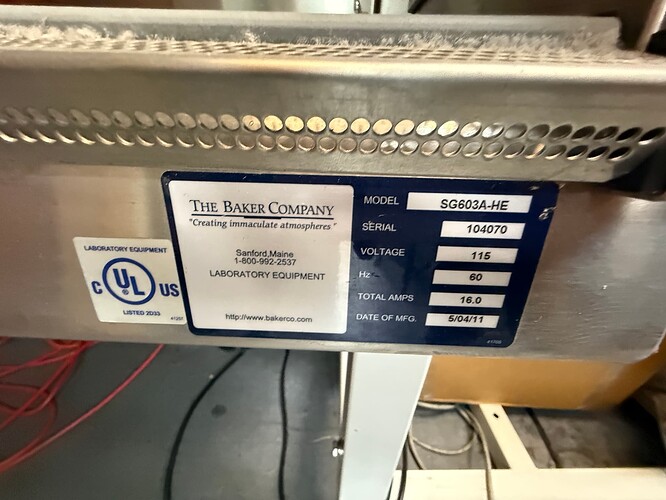 THE BAKER COMPANY
"Creating immaculate atmospheres"
Sanford,Maine
1-800-992-2537
LABORATORY EQUIPMENT
http://www.bakerco.com
MODEL SG603A-HE
SERIAL 104070
VOLTAGE 115
Hz 60
TOTAL AMPS 16.0
DATE OF MFG. 5/04/11
LABORATORY EQUIPMENT
C UL US
®
LISTED 2D33